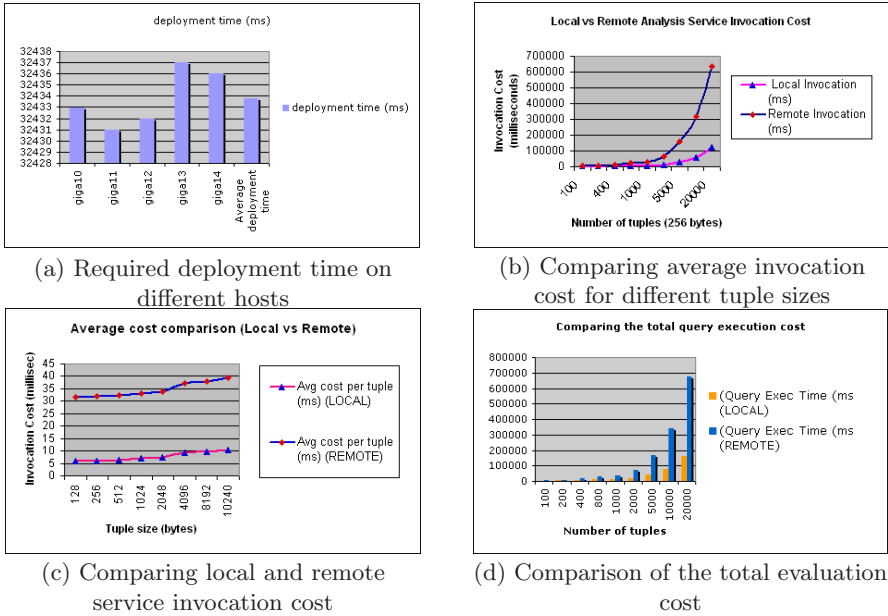 deployment time (ms)
32438
32437
32436
32435
32434
32433
32432
32431
32430
32429
32428
giga10
giga11
giga12
giga13
giga14
Average
deployment
time
deployment time (ms)
(a) Required deployment time on
different hosts
Local vs Remote Analysis Service Invocation Cost
Invocation Cost
(milliseconds)
700000
600000
500000
400000
300000
200000
100000
0
100
400
1000
5000
20000
Number of tuples (256 bytes)
Local Invocation
(ms)
Remote Invocation
(ms)
(b) Comparing average invocation
cost for different tuple sizes
Average cost comparison (Local vs Remote)
Invocation Cost (millisec)
45
40
35
30
25
20
15
10
5
0
128
256
512
1024
2048
4096
8192
10240
Tuple size (bytes)
Avg cost per tuple
(ms) (LOCAL)
Avg cost per tuple
(ms) (REMOTE)
(c) Comparing local and remote
service invocation cost
Comparing the total query execution cost
800000
700000
600000
500000
400000
300000
200000
100000
0
100
200
400
800
1000
2000
5000
10000
20000
Number of tuples
(Query Exec Time (ms
(LOCAL)
(Query Exec Time (ms
(REMOTE)
(d) Comparison of the total evaluation
cost